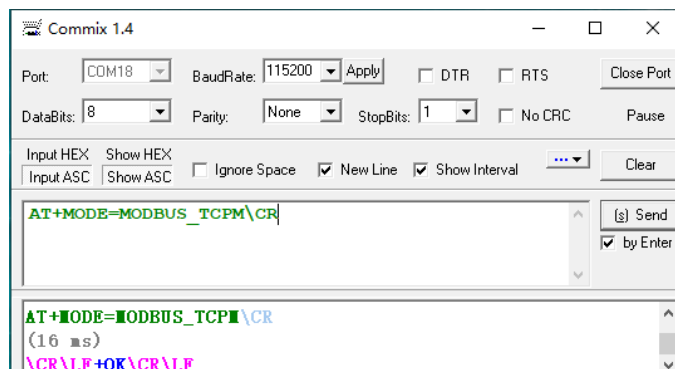 Commix 1.4
Port: COM18 BaudRate: 115200 Apply DTR RTS Close Port
DataBits: 8 Parity: None StopBits: 1 No CRC Pause
Input HEX Show HEX
Input ASC Show ASC Ignore Space New Line Show Interval ... Clear
AT+MODE=MODBUS_TCPM\CR
(s) Send
by Enter
AT+MODE=MODBUS_TCPM\CR
(16 ms)
\CR\LF+OK\CR\LF